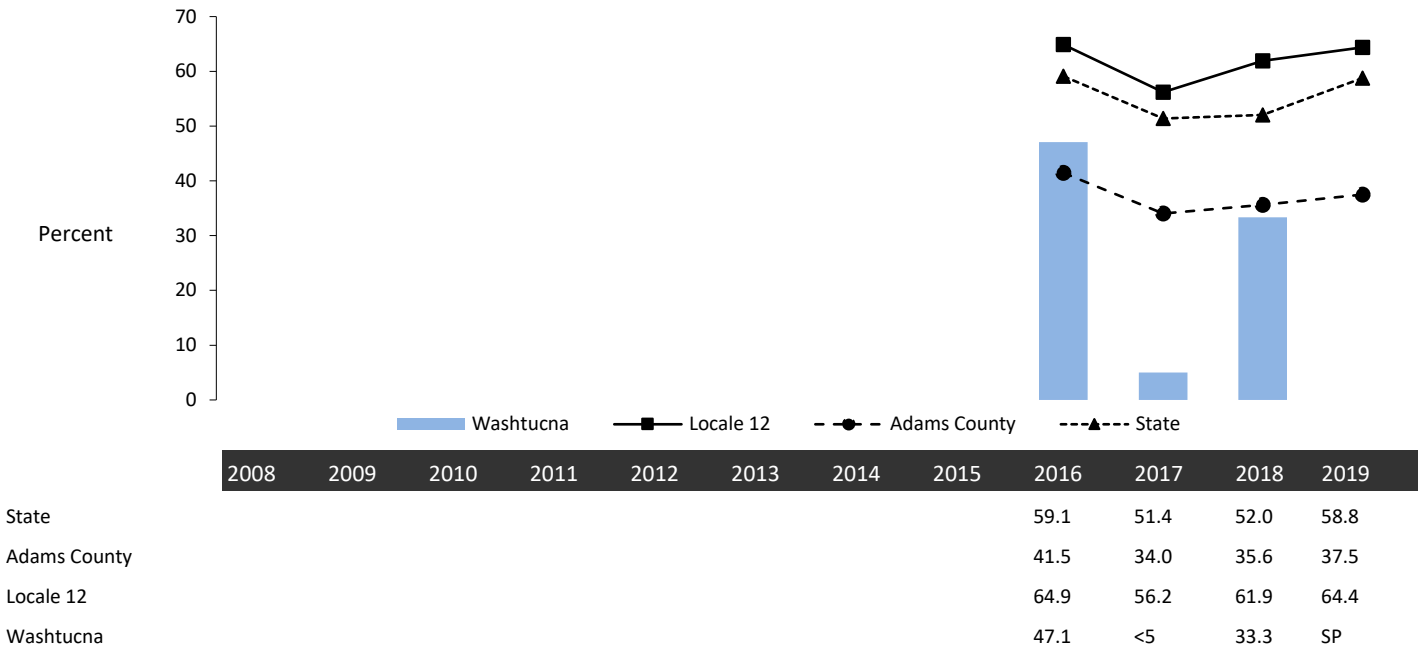 70
60
50
40
Percent
30
20
10
0
Washtucna Locale 12 Adams County State
2008 2009 2010 2011 2012 2013 2014 2015 2016 2017 2018 2019
State 59.1 51.4 52.0 58.8
Adams County 41.5 34.0 35.6 37.5
Locale 12 64.9 56.2 61.9 64.4
Washtucna 47.1 <5 33.3 SP